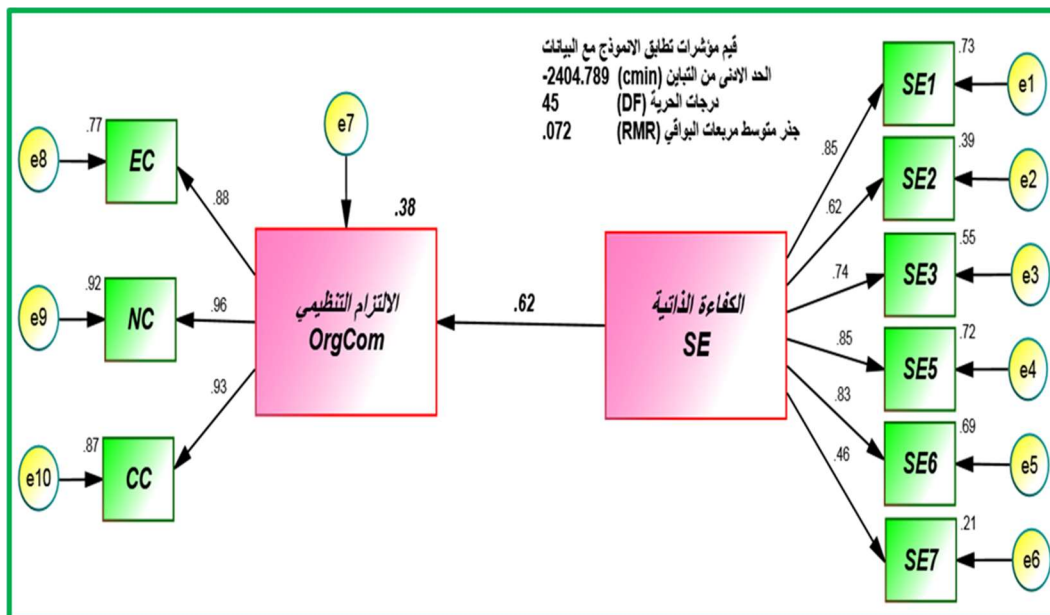 قيم مؤشرات تطابق الانموذج مع البيانات
الحد الادنى من التباين (cmin) -2404.789
درجات الحرية (DF) 45
جذر متوسط مربعات البواقي (RMR) .072
e7
e8
.77
EC
.88
e9
.92
NC
.96
e10
.87
CC
.93
.38
الالتزام التنظيمي
OrgCom
.62
الكفاءة الذاتية
SE
.85
.73
SE1
e1
.62
.39
SE2
e2
.74
.55
SE3
e3
.85
.72
SE5
e4
.83
.69
SE6
e5
.46
.21
SE7
e6